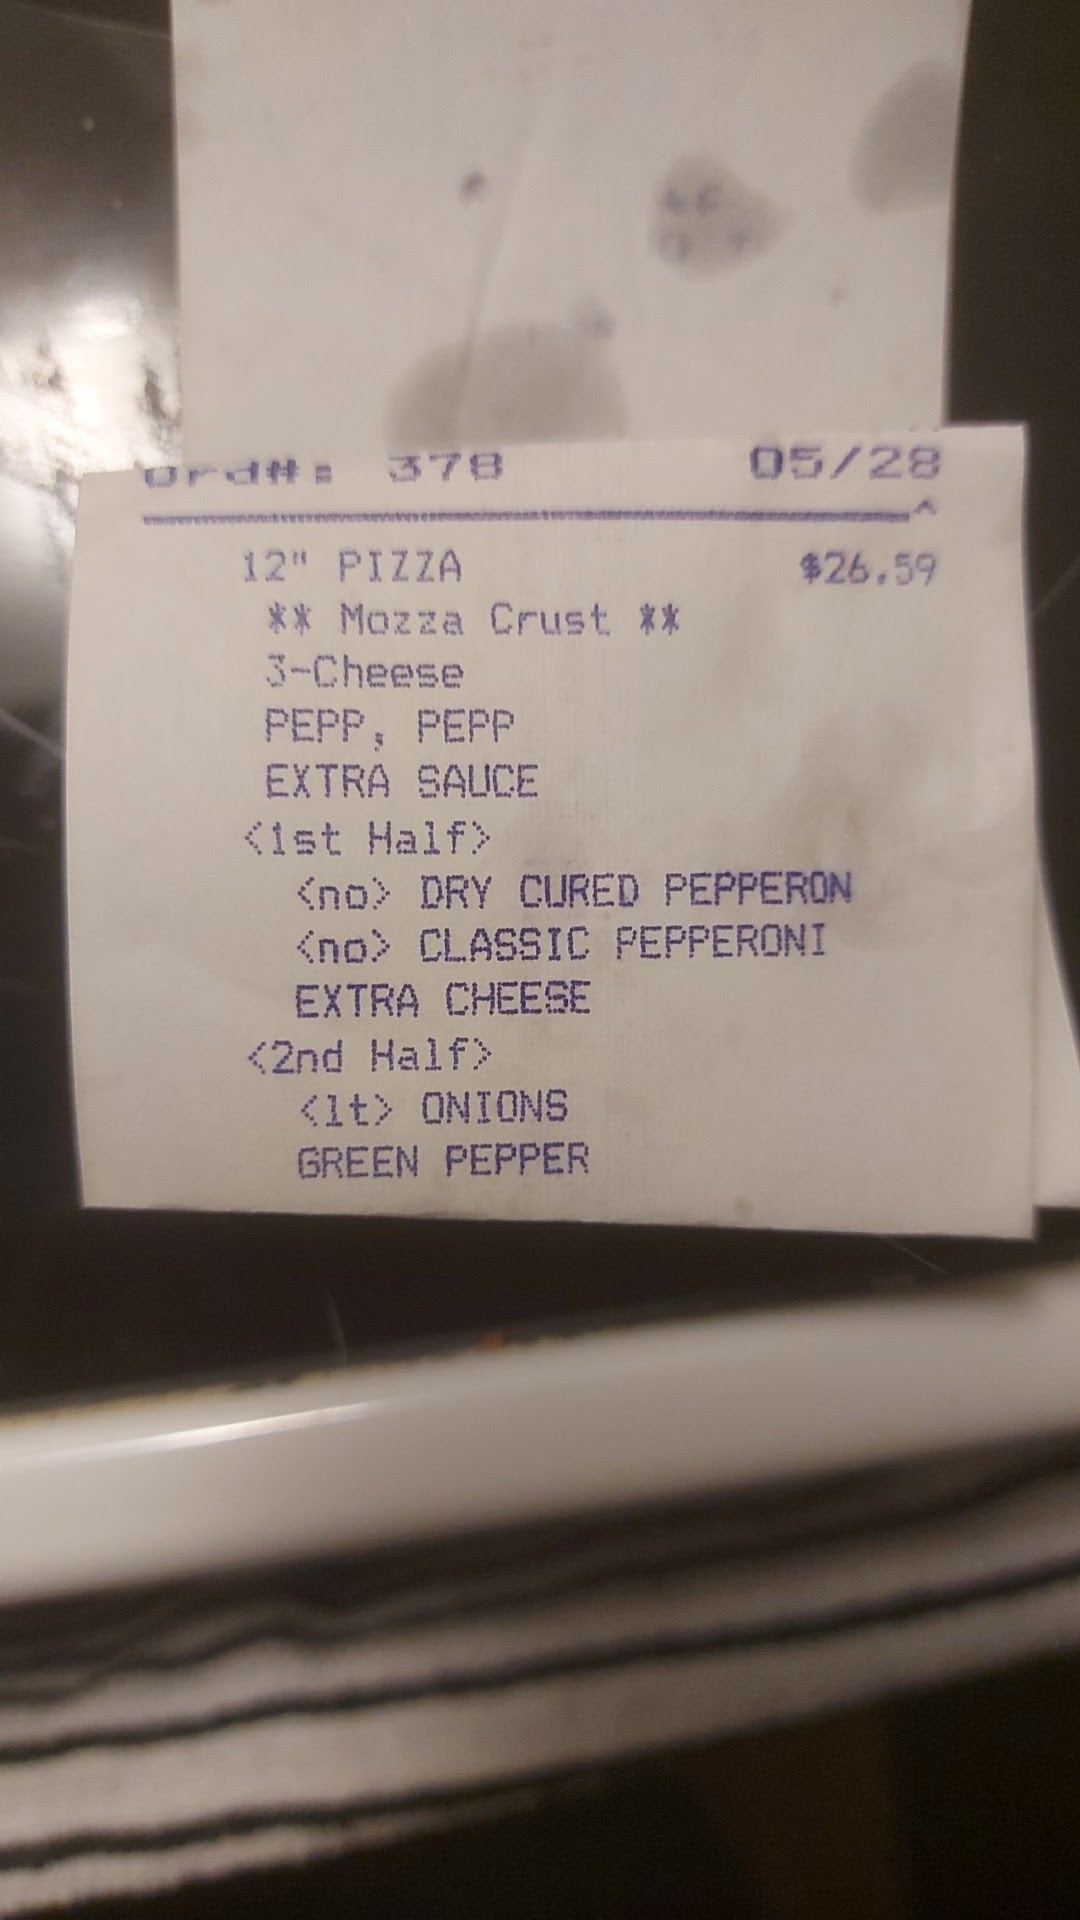 Ord#: 378 05/28
12" PIZZA $26.59
** Mozza Crust **
3-Cheese
PEPP, PEPP
EXTRA SAUCE
<1st Half>
<no> DRY CURED PEPPERON
<no> CLASSIC PEPPERONI
EXTRA CHEESE
<2nd Half>
<lt> ONIONS
GREEN PEPPER